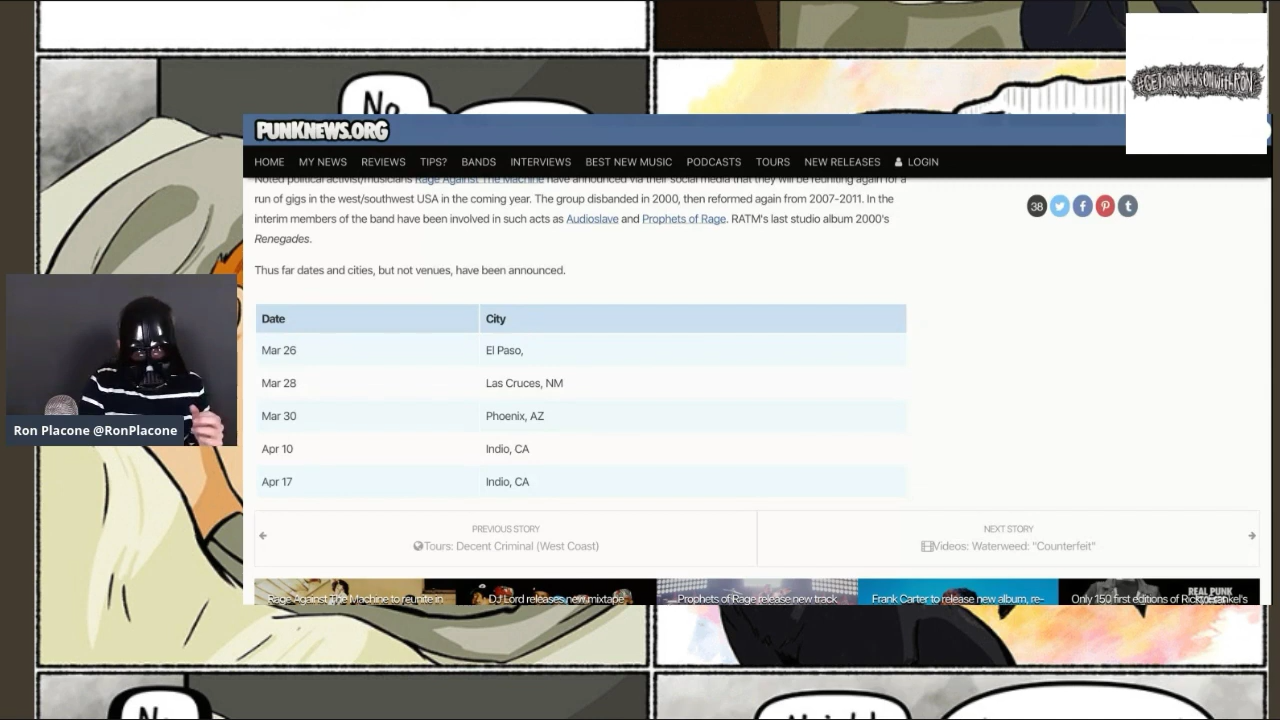 No
#GETYOURNEWSONWITHRON
PUNKNEWS.ORG
HOME MY NEWS REVIEWS TIPS? BANDS INTERVIEWS BEST NEW MUSIC PODCASTS TOURS NEW RELEASES LOGIN
Noted political activist/musicians Rage Against The Machine have announced via their social media that they will be reuniting again for a
run of gigs in the west/southwest USA in the coming year. The group disbanded in 2000, then reformed again from 2007-2011. In the
interim members of the band have been involved in such acts as Audioslave and Prophets of Rage. RATM's last studio album 2000's
Renegades.
38
Thus far dates and cities, but not venues, have been announced.
Date City
Mar 26 El Paso,
Mar 28 Las Cruces, NM
Mar 30 Phoenix, AZ
Apr 10 Indio, CA
Apr 17 Indio, CA
Ron Placone @RonPlacone
PREVIOUS STORY
Tours: Decent Criminal (West Coast)
NEXT STORY
Videos: Waterweed: "Counterfeit"
Rage Against The Machine to reunite in
DJ Lord releases new mixtape,
Prophets of Rage release new track
Frank Carter to release new album, re-
REAL PUNK
Only 150 first editions of Rick